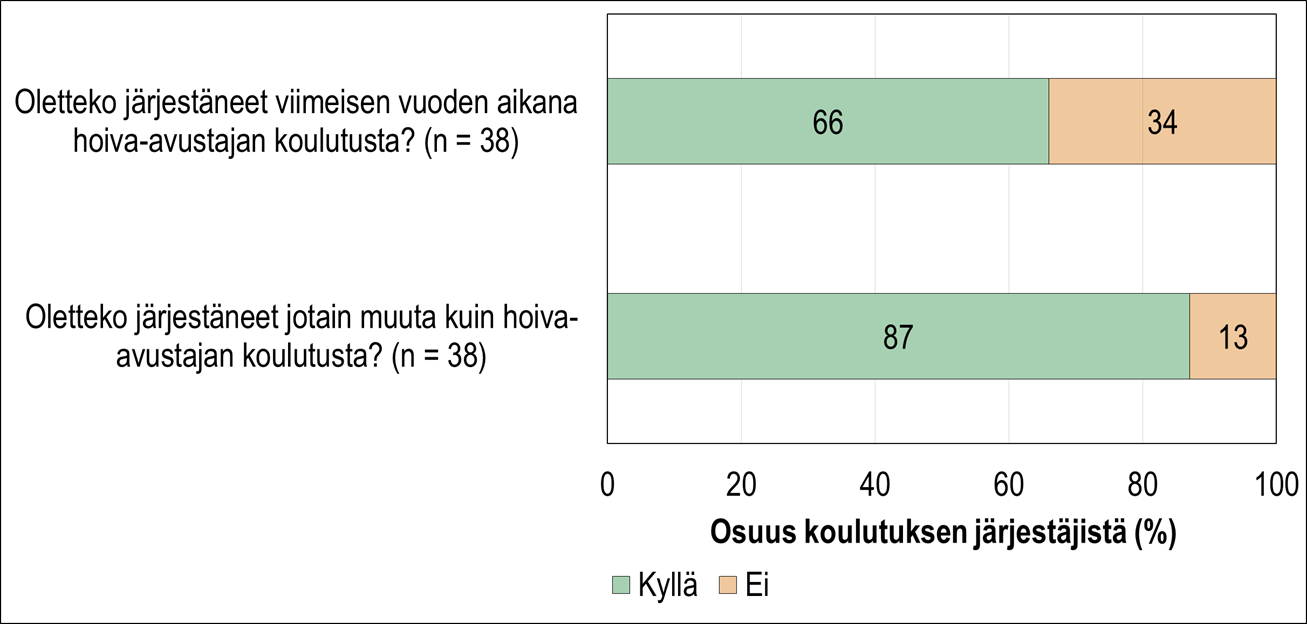 Oletteko järjestäneet viimeisen vuoden aikana
hoiva-avustajan koulutusta? (n = 38)
66
34
Oletteko järjestäneet jotain muuta kuin hoiva-
avustajan koulutusta? (n = 38)
87
13
0 20 40 60 80 100
Osuus koulutuksen järjestäjistä (%)
Kyllä Ei